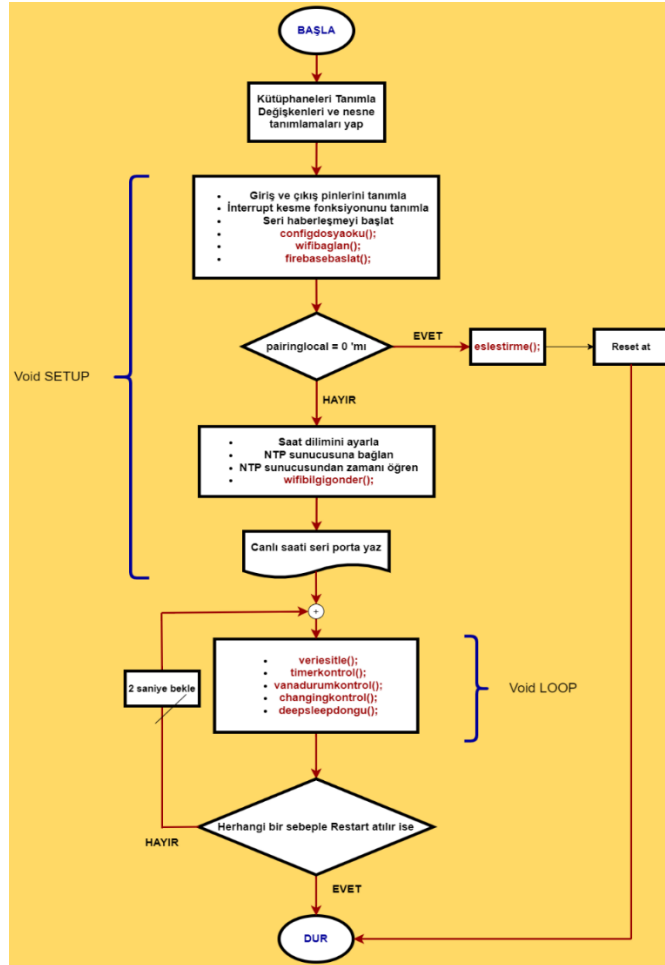 BAŞLA
Kütüphaneleri Tanımla
Değişkenleri ve nesne
tanımlamaları yap
Giriş ve çıkış pinlerini tanımla
İnterrupt kesme fonksiyonunu tanımla
Seri haberleşmeyi başlat
configdosyaoku();
wifibaglan();
firebasebaslat();
Void SETUP
pairinglocal = 0 'mı
EVET
eslestirme();
Reset at
HAYIR
Saat dilimini ayarla
NTP sunucusuna bağlan
NTP sunucusundan zamanı öğren
wifibilgigonder();
Canlı saati seri porta yaz
+
veriesitle();
timerkontrol();
vanadurumkontrol();
changingkontrol();
deepsleepdongu();
2 saniye bekle
Void LOOP
Herhangi bir sebeple Restart atılır ise
HAYIR
EVET
DUR